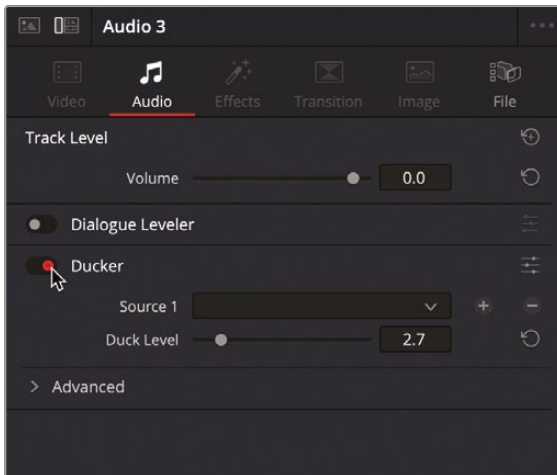 Audio 3
Video Audio Effects Transition Image File
Track Level
Volume 0.0
Dialogue Leveler
Ducker
Source 1
Duck Level 2.7
> Advanced